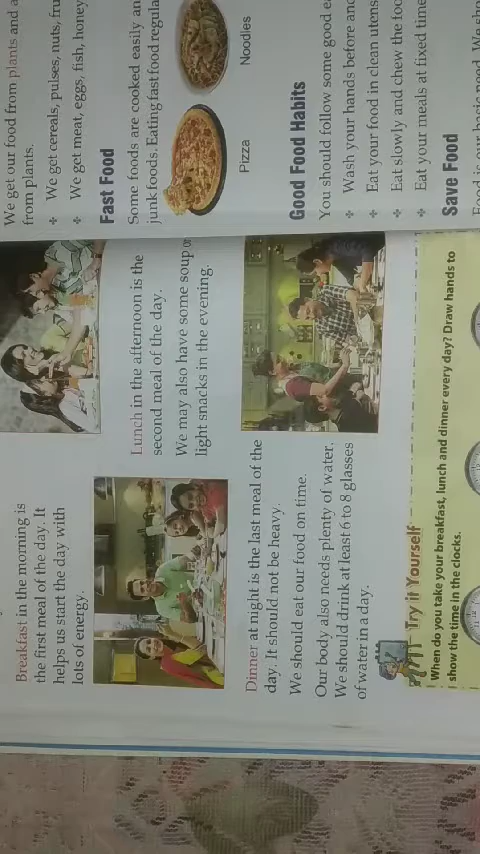 Breakfast in the morning is
the first meal of the day. It
helps us start the day with
lots of energy.
Lunch in the afternoon is the
second meal of the day.
We may also have some soup or
light snacks in the evening.
Dinner at night is the last meal of the
day. It should not be heavy.
We should eat our food on time.
Our body also needs plenty of water.
We should drink at least 6 to 8 glasses
of water in a day.
Try it Yourself
When do you take your breakfast, lunch and dinner every day? Draw hands to
show the time in the clocks.
We get our food from plants and
from plants.
We get cereals, pulses, nuts,
We get meat, eggs, fish, honey
Fast Food
Some foods are cooked easily
junk foods. Eating fast food
Pizza
Noodles
Good Food Habits
You should follow some good
Wash your hands before
Eat your food in clean
Eat slowly and chew the
Eat your meals at fixed
Save Food